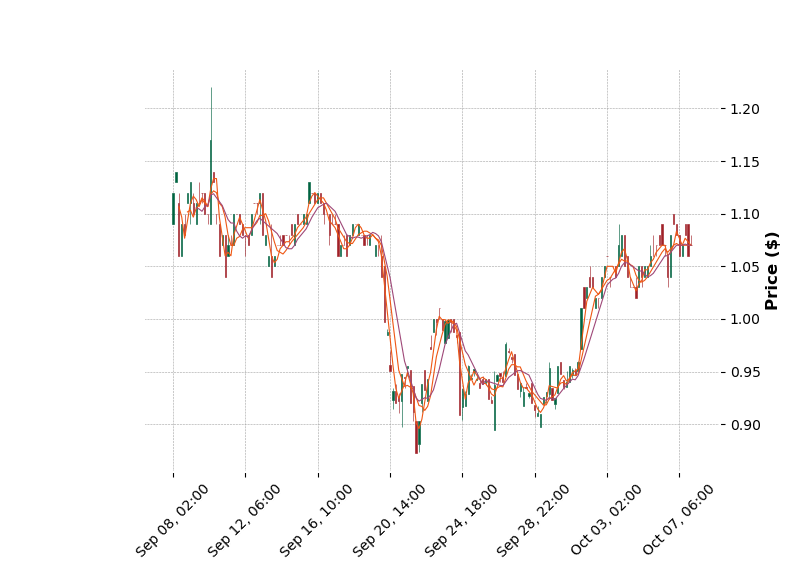 1.20
1.15
1.10
1.05
1.00
0.95
0.90
Price ($)
Sep 08, 02:00
Sep 12, 06:00
Sep 16, 10:00
Sep 20, 14:00
Sep 24, 18:00
Sep 28, 22:00
Oct 03, 02:00
Oct 07, 06:00